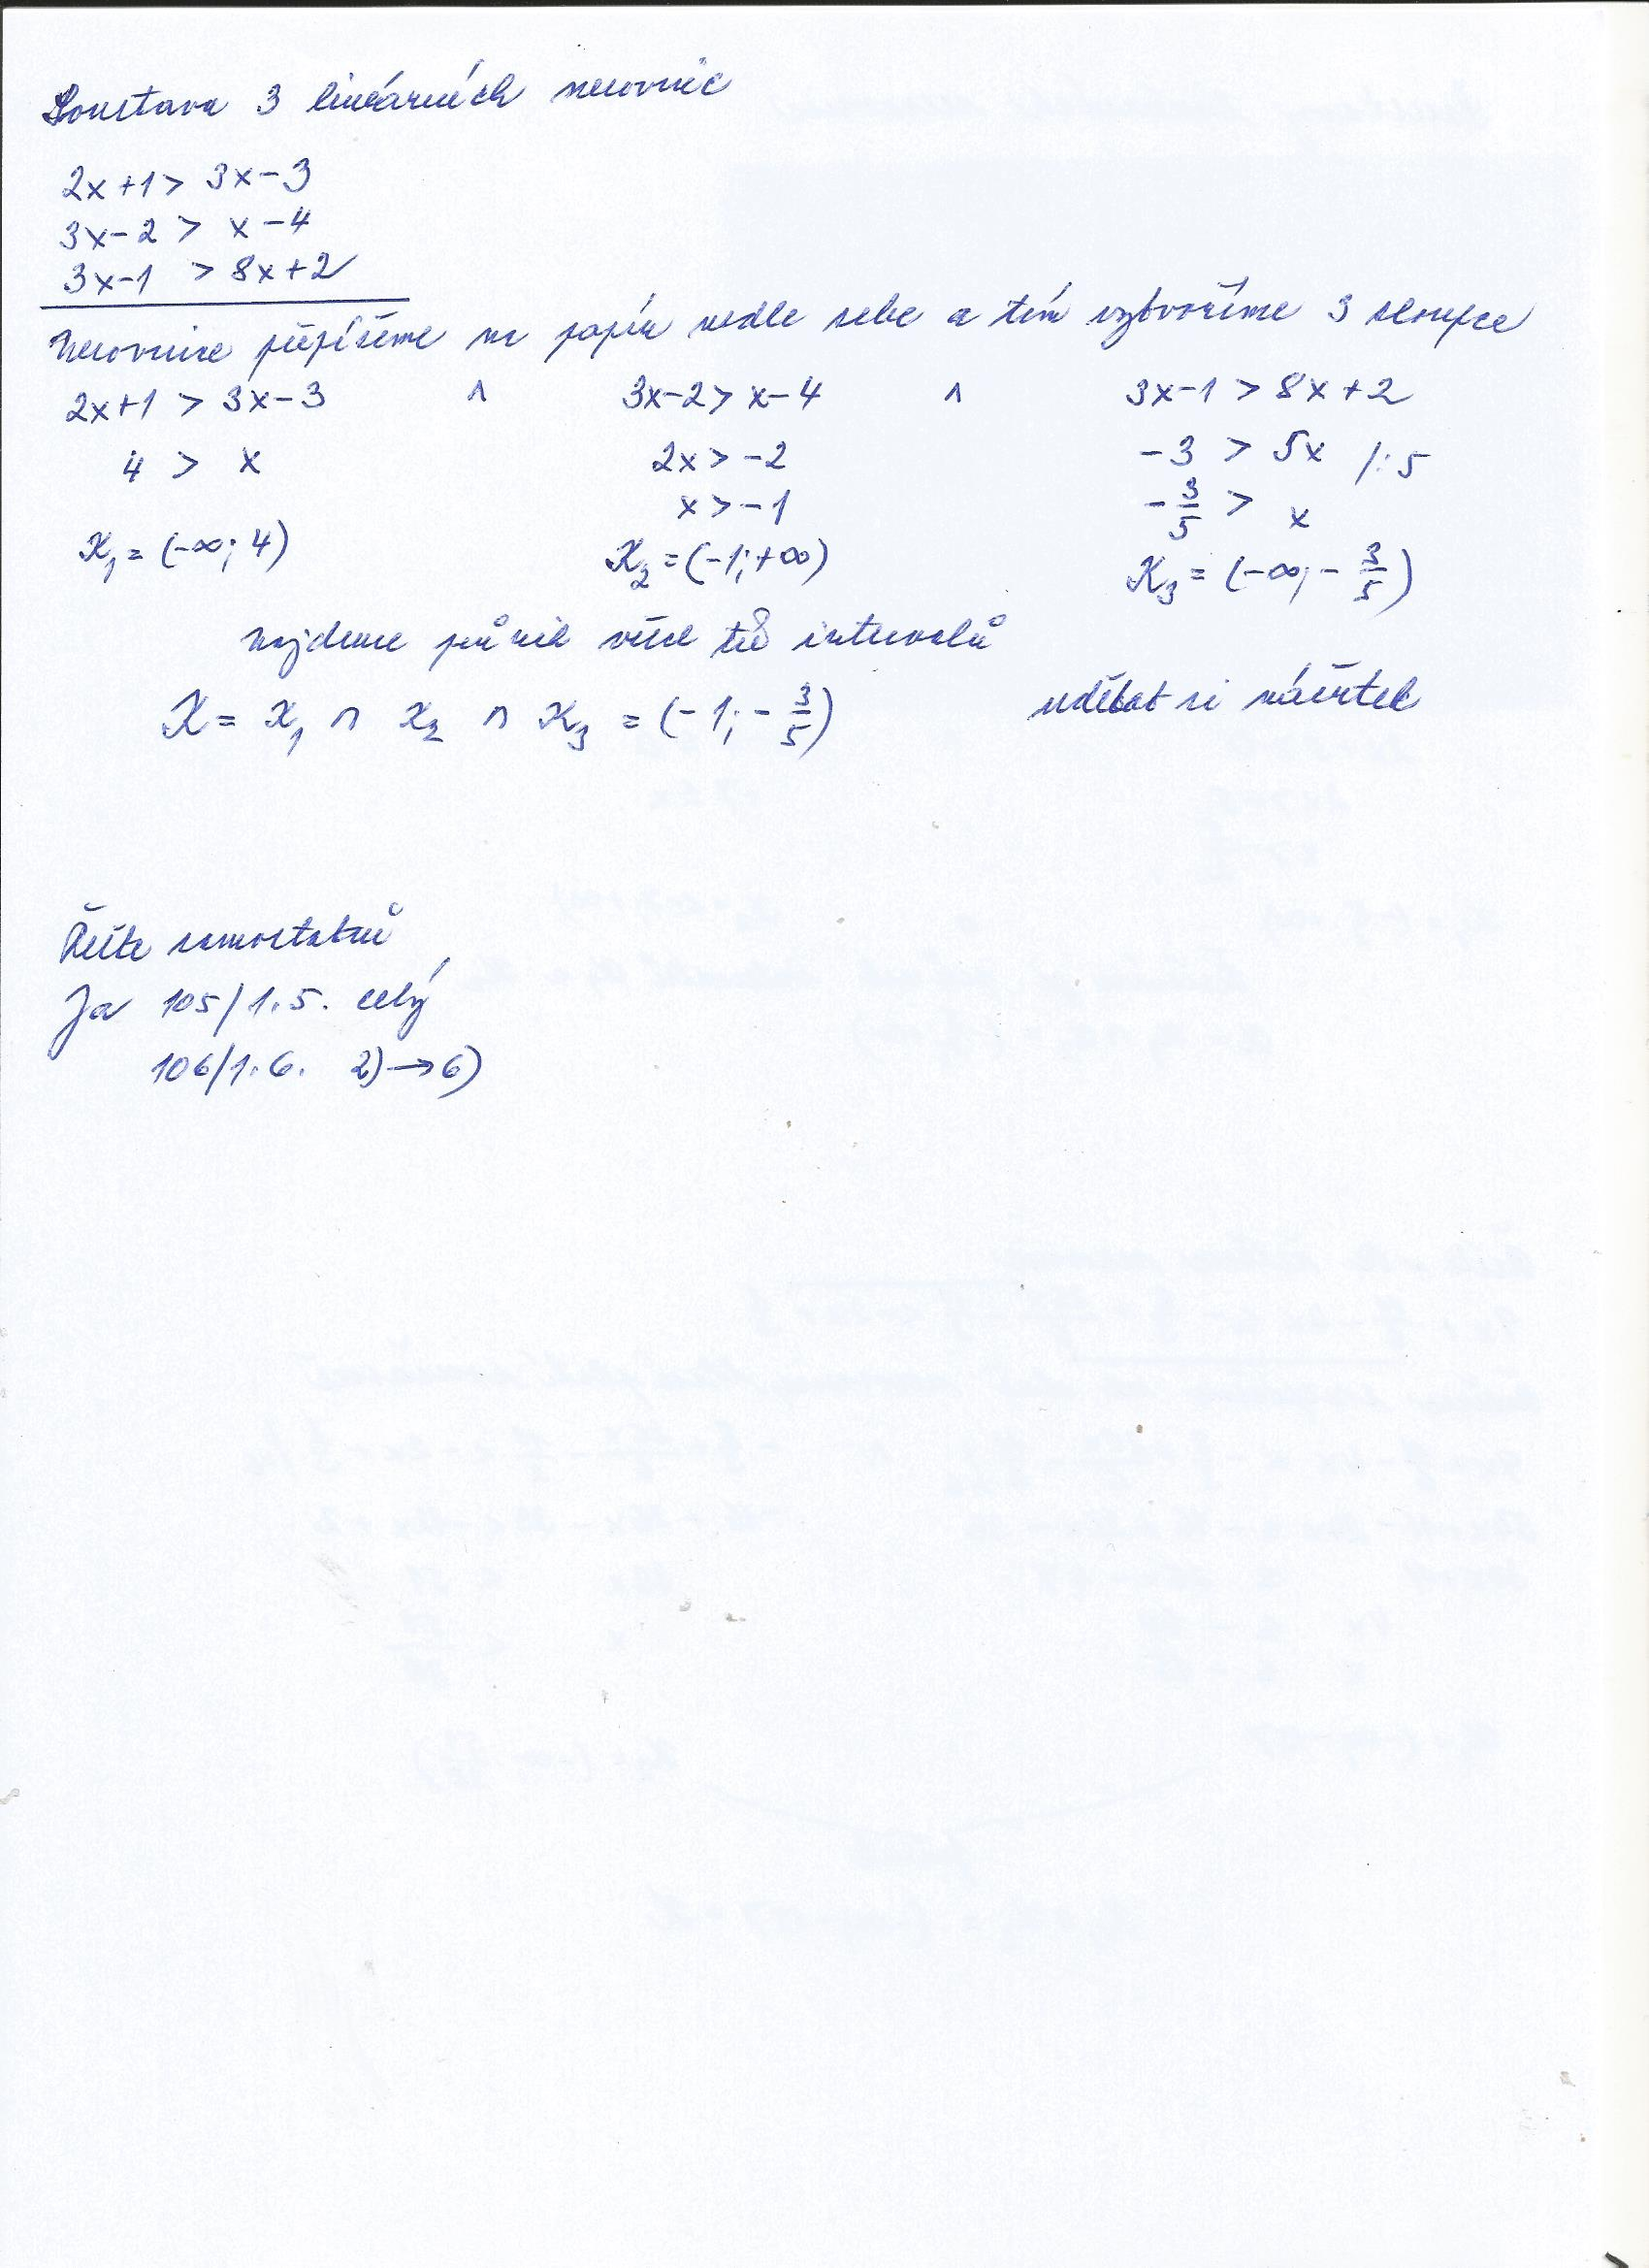 Soustava 3 lineárních nerovnic
2x+1 > 3x-3
3x-2 > x-4
3x-1 > 8x+2
Nerovnice přepíšeme na papír vedle sebe a tím vytvoříme 3 sloupce
2x+1 > 3x-3 ∧ 3x-2 > x-4 ∧ 3x-1 > 8x+2
4 > x 2x > -2 -3 > 5x /:5
x > -1 -3/5 > x
K₁ = (-∞; 4) K₂ = (-1; +∞) K₃ = (-∞; -3/5)
najdeme průnik všech tří intervalů
udělat si náčrtek
K = K₁ ∩ K₂ ∩ K₃ = (-1; -3/5)
Řešte samostatně
Ja 105/1.5. celý
106/1.6. 2)→6)